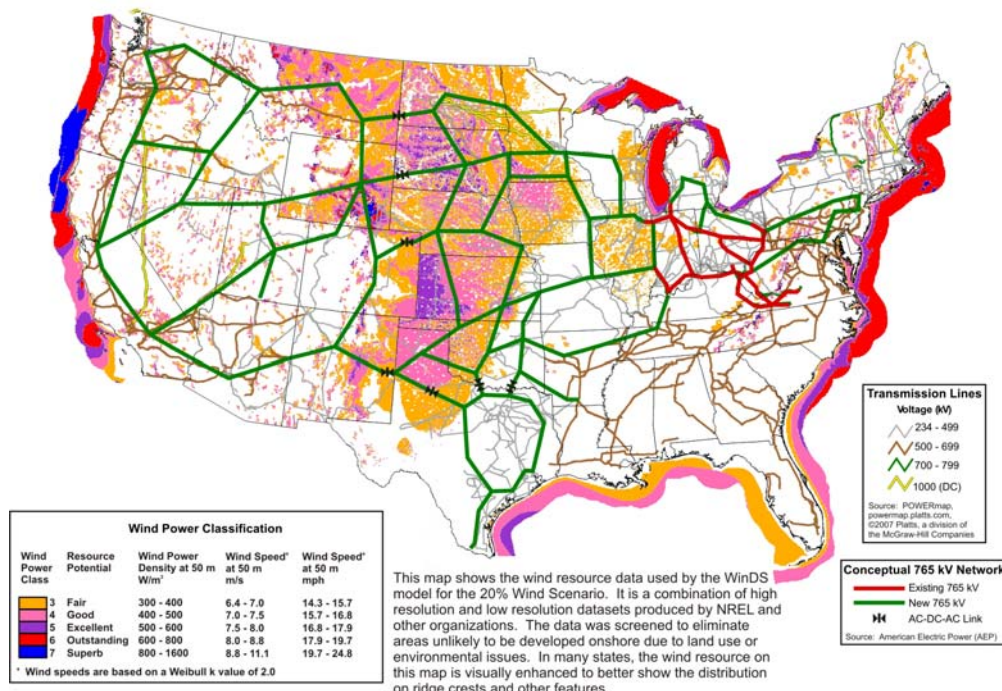 Transmission Lines
Voltage (kV)
234 - 499
500 - 699
700 - 799
1000 (DC)
Source: POWERmap,
powermap.platts.com,
©2007 Platts, a division of
the McGraw-Hill Companies
Wind Power Classification
Wind Power Class Resource Potential Wind Power Density at 50 m W/m² Wind Speed* at 50 m m/s Wind Speed* at 50 m mph
3 Fair 300 - 400 6.4 - 7.0 14.3 - 15.7
4 Good 400 - 500 7.0 - 7.5 15.7 - 16.8
5 Excellent 500 - 600 7.5 - 8.0 16.8 - 17.9
6 Outstanding 600 - 800 8.0 - 8.8 17.9 - 19.7
7 Superb 800 - 1600 8.8 - 11.1 19.7 - 24.8
* Wind speeds are based on a Weibull k value of 2.0
This map shows the wind resource data used by the WinDS
model for the 20% Wind Scenario. It is a combination of high
resolution and low resolution datasets produced by NREL and
other organizations. The data was screened to eliminate
areas unlikely to be developed onshore due to land use or
environmental issues. In many states, the wind resource on
this map is visually enhanced to better show the distribution
on ridge crests and other features.
Conceptual 765 kV Network
Existing 765 kV
New 765 kV
AC-DC-AC Link
Source: American Electric Power (AEP)